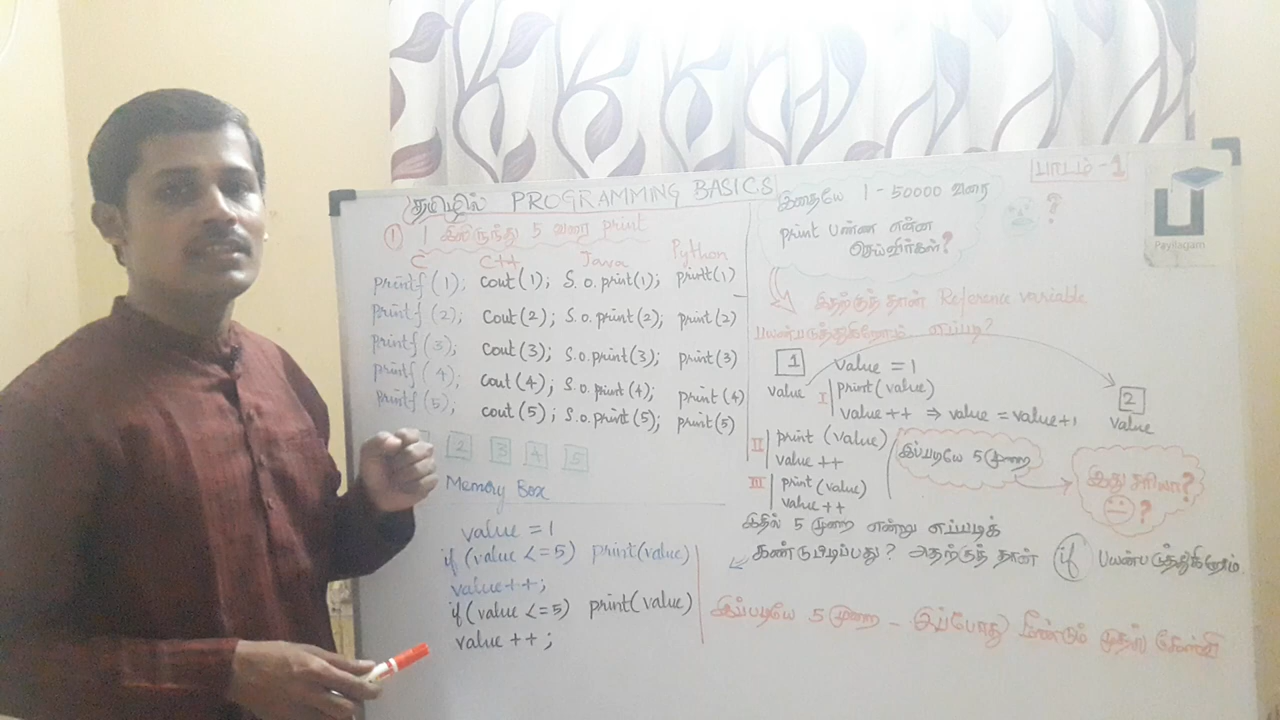 தமிழில் PROGRAMMING BASICS
① 1 இலிருந்து 5 வரை print
C C++ Java Python
printf(1); cout(1); S.o.print(1); print(1)
printf(2); cout(2); S.o.print(2); print(2)
printf(3); cout(3); S.o.print(3); print(3)
printf(4); cout(4); S.o.print(4); print(4)
printf(5); cout(5); S.o.print(5); print(5)
2 3 4 5
Memory Box
value = 1
if (value <=5) print(value)
value++;
if (value <=5) print(value)
value ++;
பாடம் - 1
Payilagam
இதையே 1 - 50000 வரை
print பண்ண என்ன
செய்வீர்கள்?
?
இதற்குத் தான் Reference variable
பயன்படுத்துகிறோம் எப்படி?
1 value = 1
value I print(value)
value++ ⇒ value = value+1
2
value
II print (value)
value ++
III print (value)
value ++
இப்படியே 5 முறை
இது சரியா?
?
இதில் 5 முறை என்று எப்படிக்
கண்டுபிடிப்பது? அதற்குத் தான் if பயன்படுத்துகிறோம்.
இப்படியே 5 முறை - இப்போது மீண்டும் முதல் கேள்வி